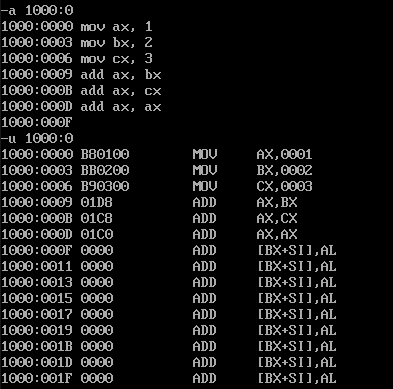 -a 1000:0
1000:0000 mov ax, 1
1000:0003 mov bx, 2
1000:0006 mov cx, 3
1000:0009 add ax, bx
1000:000B add ax, cx
1000:000D add ax, ax
1000:000F
-u 1000:0
1000:0000 B80100 MOV AX,0001
1000:0003 BB0200 MOV BX,0002
1000:0006 B90300 MOV CX,0003
1000:0009 01D8 ADD AX,BX
1000:000B 01C8 ADD AX,CX
1000:000D 01C0 ADD AX,AX
1000:000F 0000 ADD [BX+SI],AL
1000:0011 0000 ADD [BX+SI],AL
1000:0013 0000 ADD [BX+SI],AL
1000:0015 0000 ADD [BX+SI],AL
1000:0017 0000 ADD [BX+SI],AL
1000:0019 0000 ADD [BX+SI],AL
1000:001B 0000 ADD [BX+SI],AL
1000:001D 0000 ADD [BX+SI],AL
1000:001F 0000 ADD [BX+SI],AL